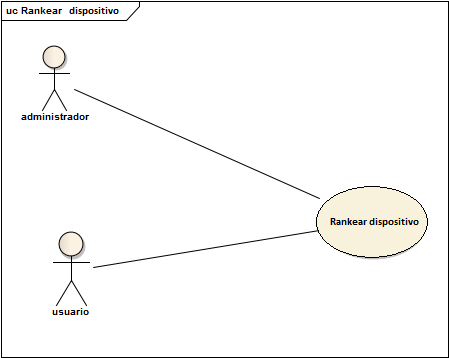 uc Rankear dispositivo
administrador
Rankear dispositivo
usuario